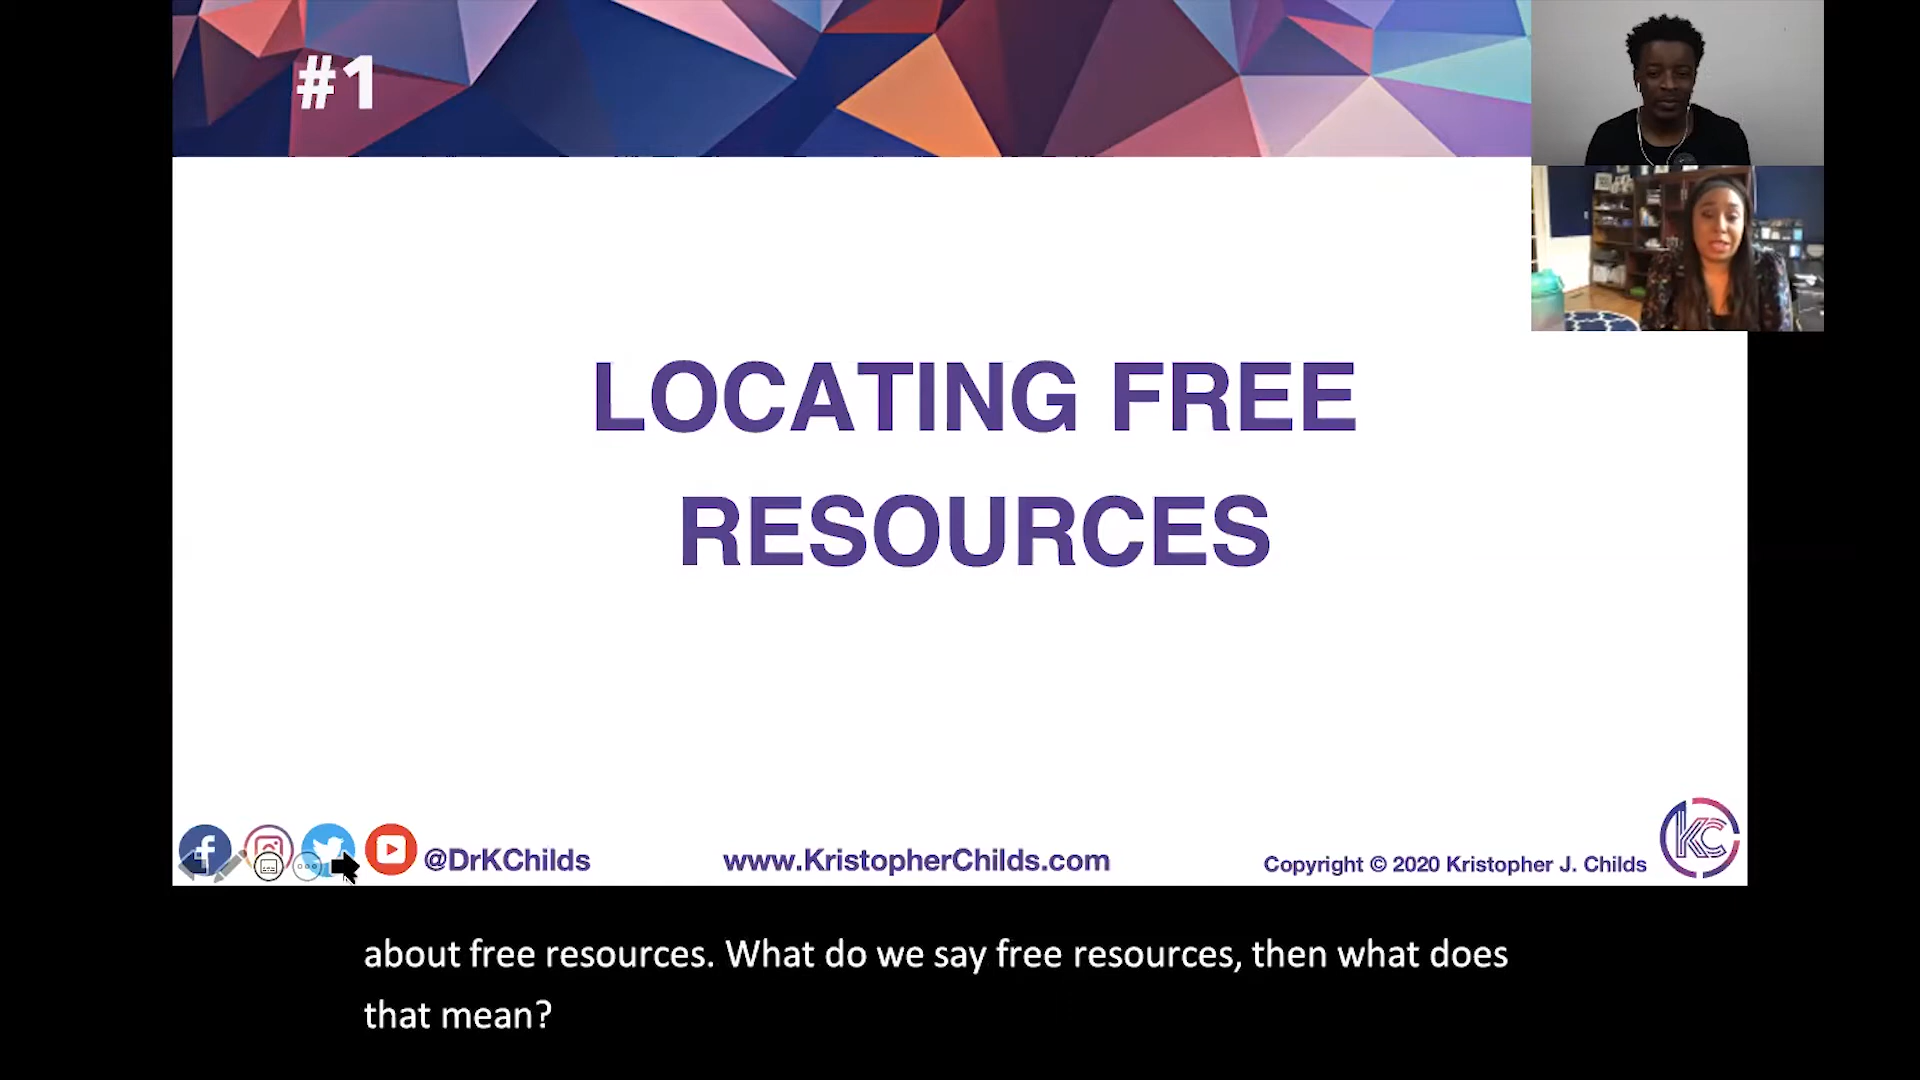 #1
LOCATING FREE
RESOURCES
@DrKChilds
www.KristopherChilds.com
Copyright © 2020 Kristopher J. Childs
KC
about free resources. What do we say free resources, then what does
that mean?